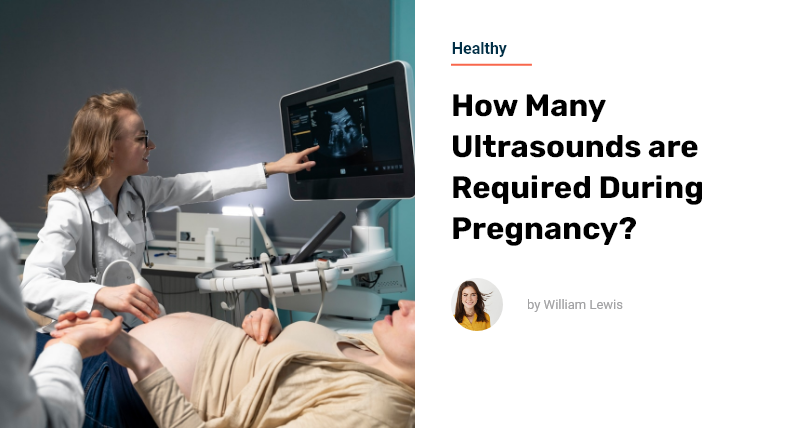 Healthy
How Many
Ultrasounds are
Required During
Pregnancy?
by William Lewis